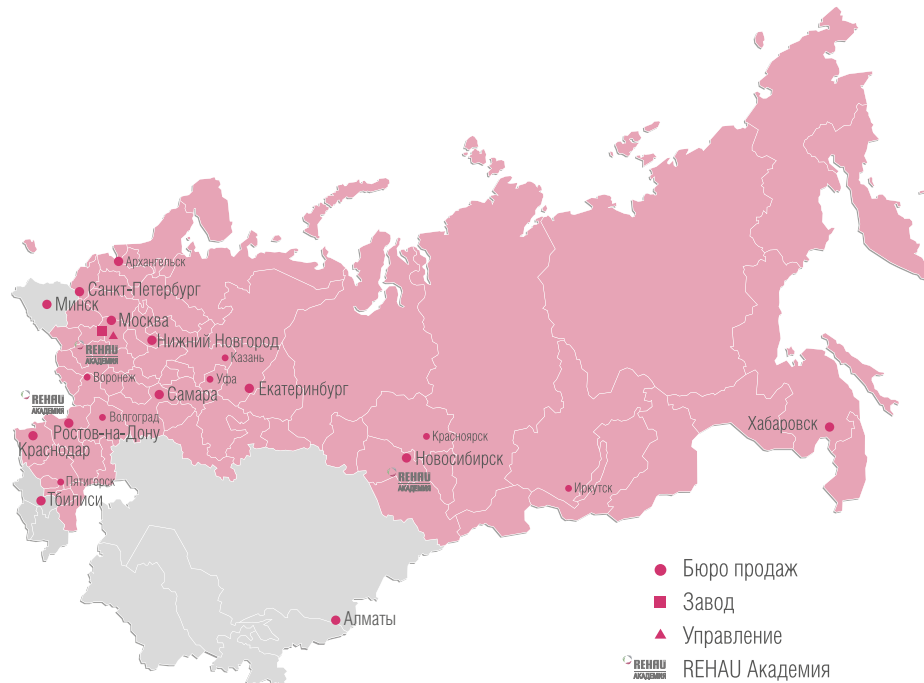 Архангельск
Санкт-Петербург
Минск
Москва
Нижний Новгород
REHAU
АКАДЕМИЯ
Казань
Воронеж
Уфа
Екатеринбург
Самара
REHAU
АКАДЕМИЯ
Волгоград
Ростов-на-Дону
Краснодар
Хабаровск
Красноярск
Новосибирск
REHAU
АКАДЕМИЯ
Пятигорск
Иркутск
Тбилиси
Алматы
Бюро продаж
Завод
Управление
REHAU
АКАДЕМИЯ
REHAU Академия